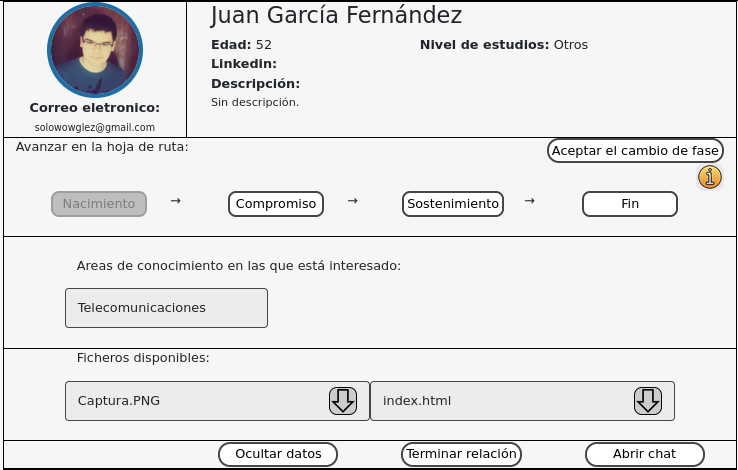 Juan García Fernández
Edad: 52
Nivel de estudios: Otros
Linkedin:
Descripción:
Sin descripción.
Correo eletronico:
solowowglez@gmail.com
Avanzar en la hoja de ruta:
Aceptar el cambio de fase
Nacimiento → Compromiso → Sostenimiento → Fin
Areas de conocimiento en las que está interesado:
Telecomunicaciones
Ficheros disponibles:
Captura.PNG
index.html
Ocultar datos
Terminar relación
Abrir chat